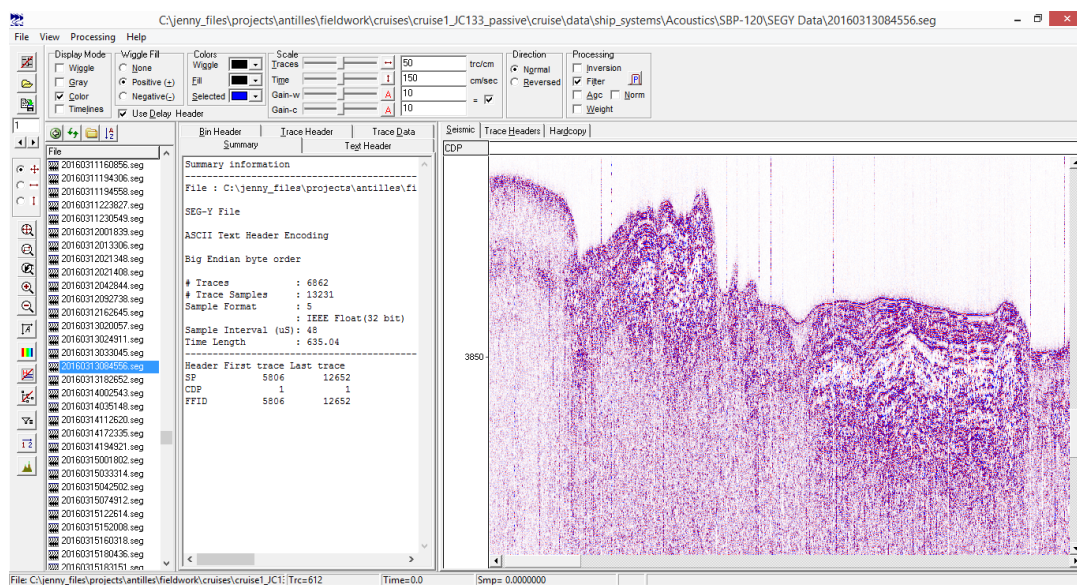 C:\jenny_files\projects\antilles\fieldwork\cruises\cruise1_JC133_passive\cruise\data\ship_systems\Acoustics\SBP-120\SEGY Data\20160313084556.seg
File View Processing Help
Display Mode
Wiggle
Gray
Color
Timelines
Wiggle Fill
None
Positive (+)
Negative(-)
Use Delay Header
Colors
Wiggle
Fill
Selected
Scale
Traces 50 trc/cm
Time 150 cm/sec
Gain-w A 10
Gain-c A 10
=
Direction
Normal
Reversed
Processing
Inversion
Filter P
Agc Norm
Weight
1
File
20160311160856.seg
20160311194306.seg
20160311194558.seg
20160311223827.seg
20160311230549.seg
20160312001839.seg
20160312013306.seg
20160312021348.seg
20160312021408.seg
20160312042844.seg
20160312092738.seg
20160312162645.seg
20160313020057.seg
20160313024911.seg
20160313033045.seg
20160313084556.seg
20160313182652.seg
20160314002543.seg
20160314035148.seg
20160314112620.seg
20160314172335.seg
20160314194921.seg
20160315001802.seg
20160315033314.seg
20160315042502.seg
20160315074912.seg
20160315122614.seg
20160315152008.seg
20160315160318.seg
20160315180436.seg
20160315183151.seg
Bin Header Trace Header Trace Data
Summary Text Header
Summary information
File : C:\jenny_files\projects\antilles\fi
SEG-Y File
ASCII Text Header Encoding
Big Endian byte order
# Traces : 6862
# Trace Samples : 13231
Sample Format : 5
: IEEE Float(32 bit)
Sample Interval (uS): 48
Time Length : 635.04
Header First trace Last trace
SP 5806 12652
CDP 1 1
FFID 5806 12652
Seismic Trace Headers Hardcopy
CDP
3850
File: C:\jenny_files\projects\antilles\fieldwork\cruises\cruise1_JC1: Trc=612 Time=0.0 Smp= 0.0000000